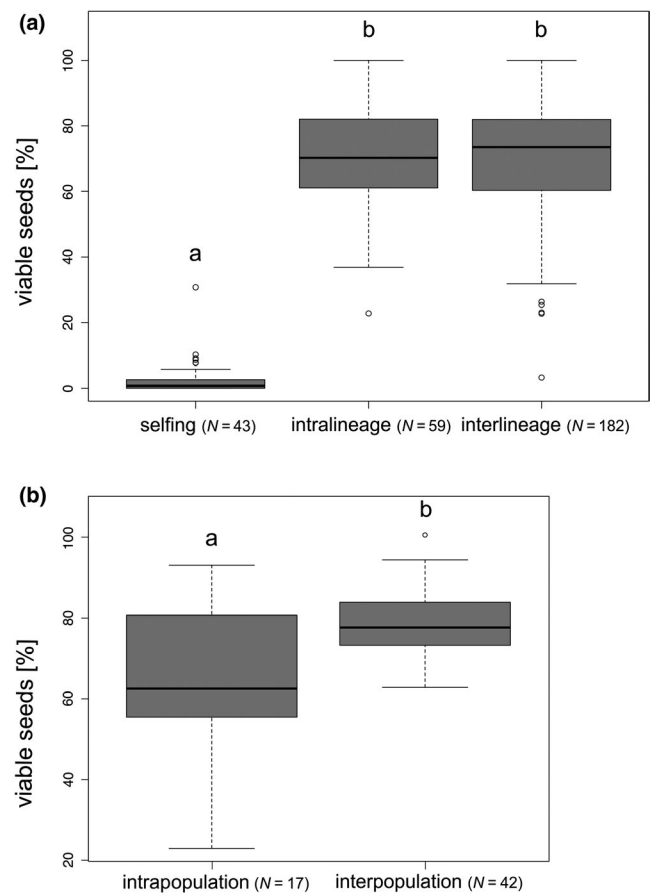 (a)
b b
a
viable seeds [%]
100
80
60
40
20
0
selfing (N = 43) intralineage (N = 59) interlineage (N = 182)
(b)
a b
viable seeds [%]
100
80
60
40
20
intrapopulation (N = 17) interpopulation (N = 42)